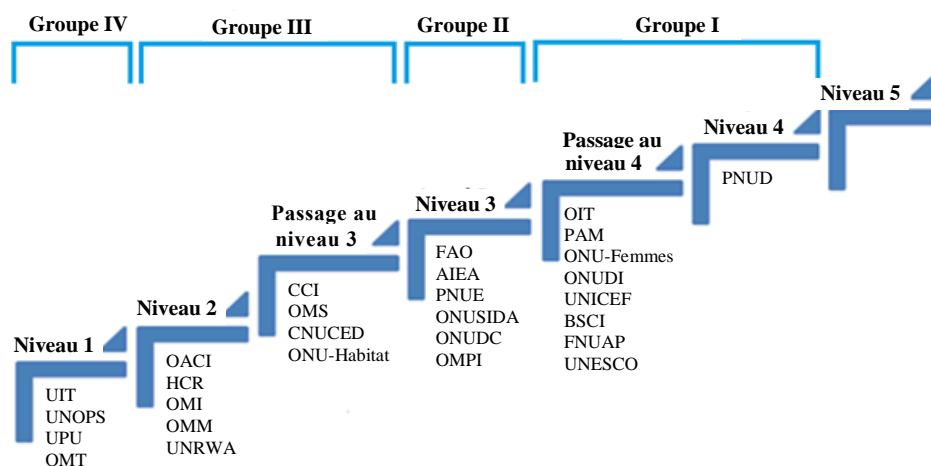 Groupe IV
Groupe III
Groupe II
Groupe I
Niveau 1
UIT
UNOPS
UPU
OMT
Niveau 2
OACI
HCR
OMI
OMM
UNRWA
Passage au
niveau 3
CCI
OMS
CNUCED
ONU-Habitat
Niveau 3
FAO
AIEA
PNUE
ONUSIDA
ONUDC
OMPI
Passage au
niveau 4
OIT
PAM
ONU-Femmes
ONUDI
UNICEF
BSCI
FNUAP
UNESCO
Niveau 4
PNUD
Niveau 5